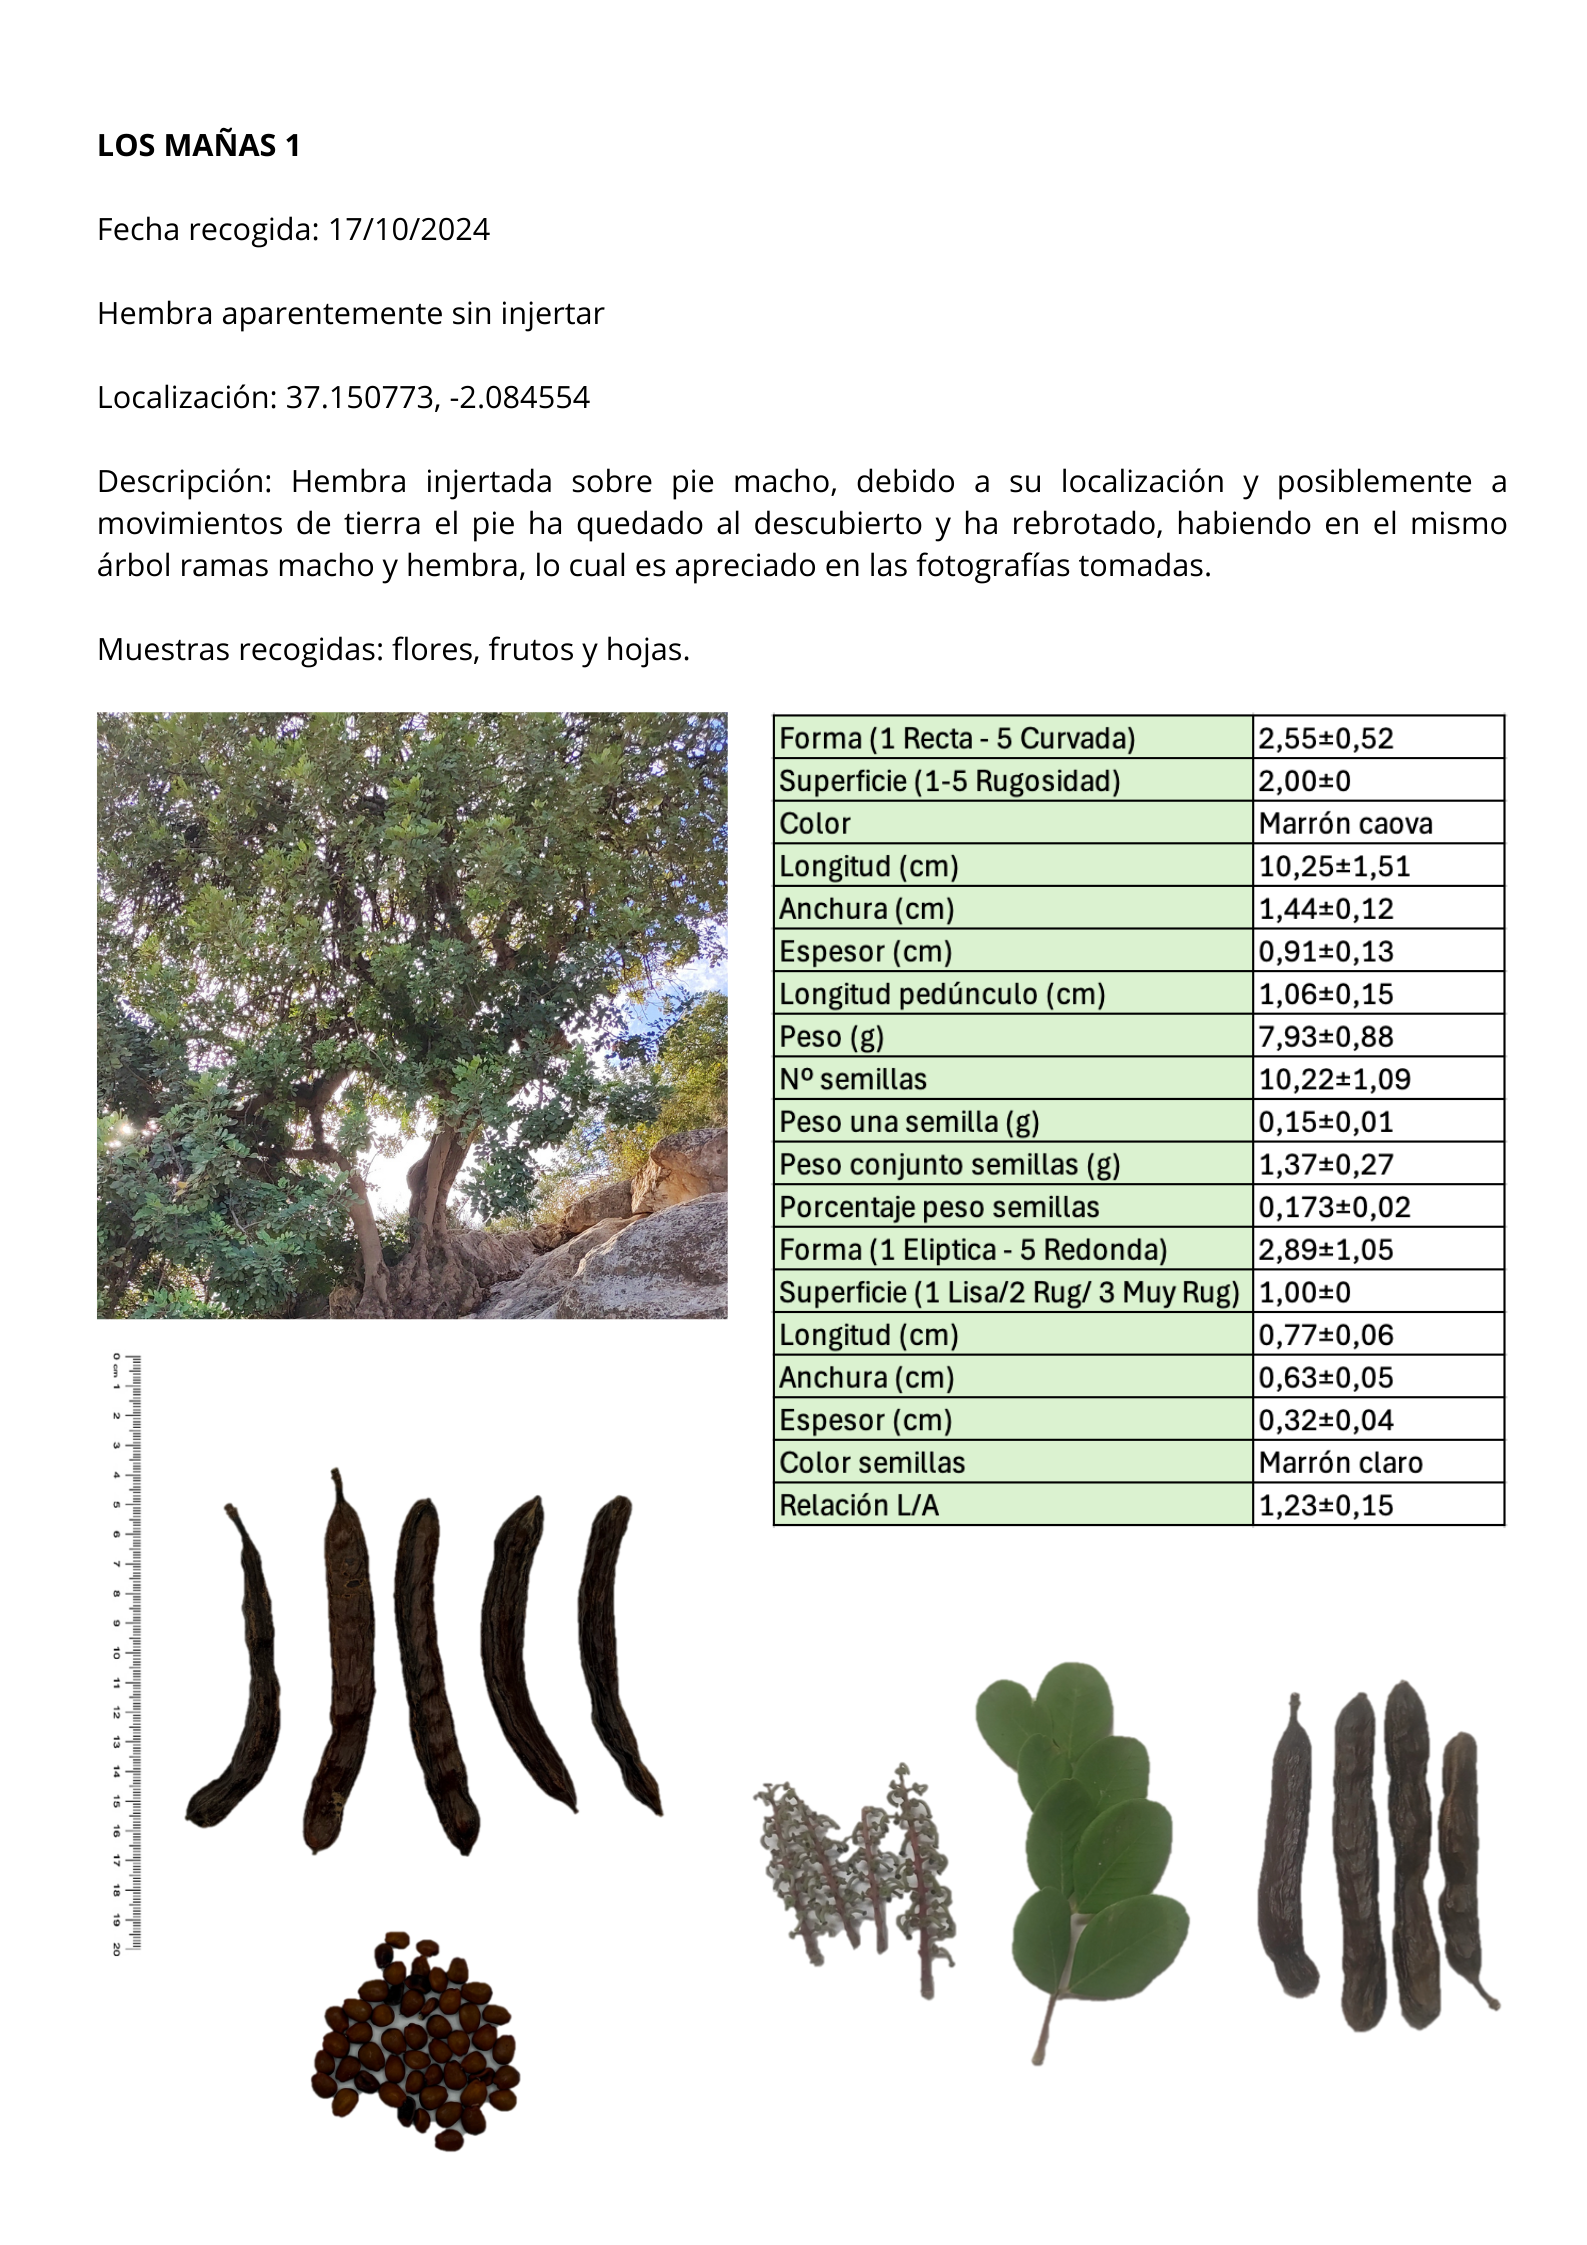 LOS MAÑAS 1
Fecha recogida: 17/10/2024
Hembra aparentemente sin injertar
Localización: 37.150773, -2.084554
Descripción: Hembra injertada sobre pie macho, debido a su localización y posiblemente a
movimientos de tierra el pie ha quedado al descubierto y ha rebrotado, habiendo en el mismo
árbol ramas macho y hembra, lo cual es apreciado en las fotografías tomadas.
Muestras recogidas: flores, frutos y hojas.
Forma (1 Recta - 5 Curvada) 2,55±0,52
Superficie (1-5 Rugosidad) 2,00±0
Color Marrón caova
Longitud (cm) 10,25±1,51
Anchura (cm) 1,44±0,12
Espesor (cm) 0,91±0,13
Longitud pedúnculo (cm) 1,06±0,15
Peso (g) 7,93±0,88
Nº semillas 10,22±1,09
Peso una semilla (g) 0,15±0,01
Peso conjunto semillas (g) 1,37±0,27
Porcentaje peso semillas 0,173±0,02
Forma (1 Eliptica - 5 Redonda) 2,89±1,05
Superficie (1 Lisa/2 Rug/ 3 Muy Rug) 1,00±0
Longitud (cm) 0,77±0,06
Anchura (cm) 0,63±0,05
Espesor (cm) 0,32±0,04
Color semillas Marrón claro
Relación L/A 1,23±0,15
0 cm 1 2 3 4 5 6 7 8 9 10 11 12 13 14 15 16 17 18 19 20